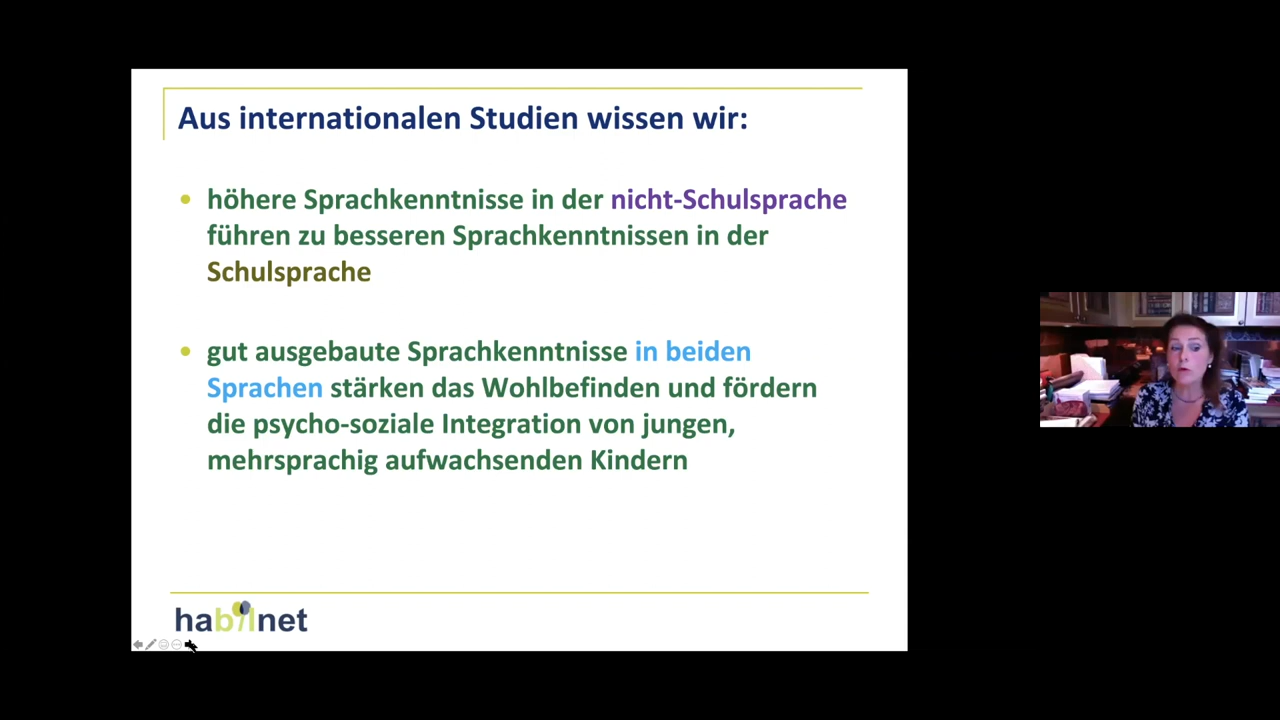 Aus internationalen Studien wissen wir:
höhere Sprachkenntnisse in der nicht-Schulsprache
führen zu besseren Sprachkenntnissen in der
Schulsprache
gut ausgebaute Sprachkenntnisse in beiden
Sprachen stärken das Wohlbefinden und fördern
die psycho-soziale Integration von jungen,
mehrsprachig aufwachsenden Kindern
habilnet